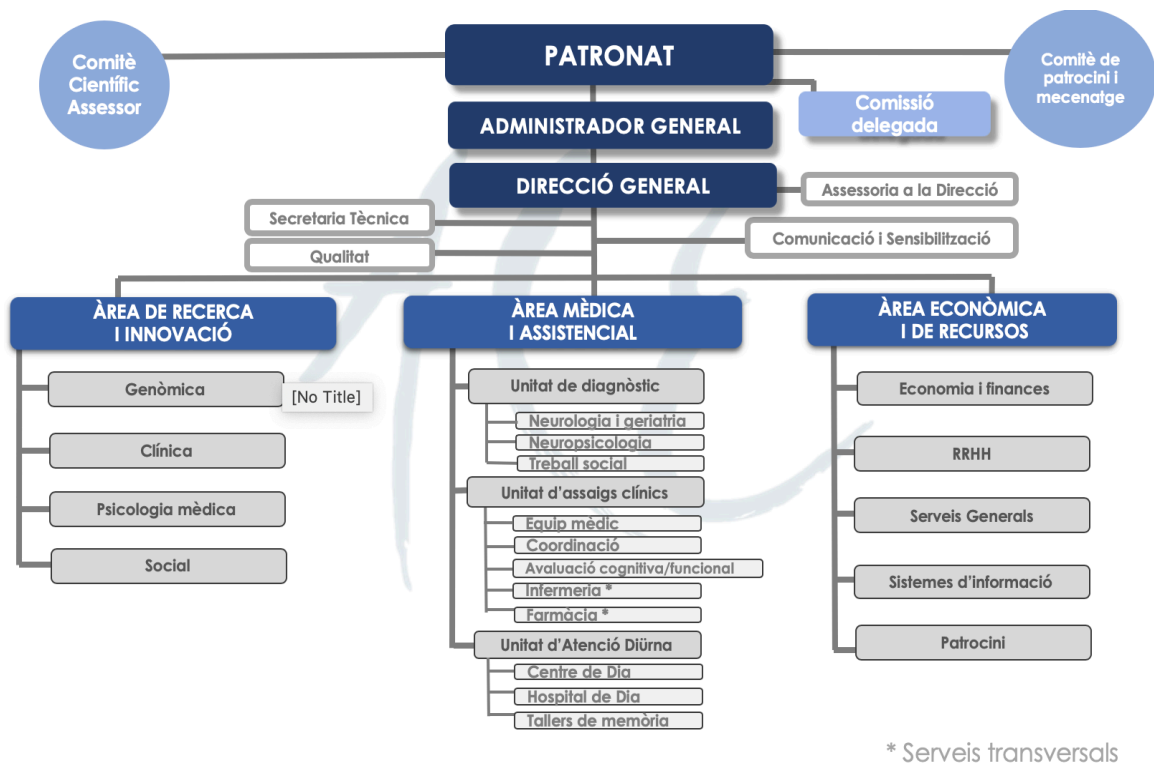 PATRONAT
Comitè
Científic
Assessor
Comitè de
patrocini i
mecenatge
Comissió
delegada
ADMINISTRADOR GENERAL
DIRECCIÓ GENERAL
Assessoria a la Direcció
Secretaria Tècnica
Comunicació i Sensibilització
Qualitat
ÀREA DE RECERCA
I INNOVACIÓ
Genòmica
[No Title]
Clínica
Psicologia mèdica
Social
ÀREA MÈDICA
I ASSISTENCIAL
Unitat de diagnòstic
Neurologia i geriatria
Neuropsicologia
Treball social
Unitat d'assaigs clínics
Equip mèdic
Coordinació
Avaluació cognitiva/funcional
Infermeria *
Farmàcia *
Unitat d'Atenció Diürna
Centre de Dia
Hospital de Dia
Tallers de memòria
ÀREA ECONÒMICA
I DE RECURSOS
Economia i finances
RRHH
Serveis Generals
Sistemes d'informació
Patrocini
* Serveis transversals